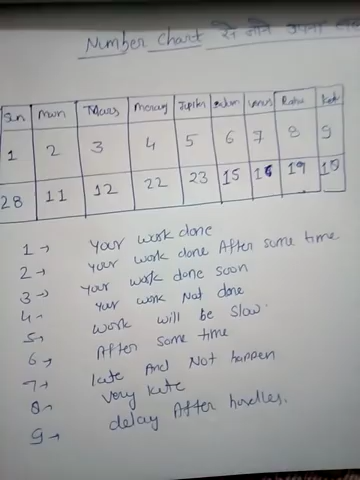 Number Chart से जाने अपना
Sun Mun Mars Mercury Jupiter Saturn Venus Rahu Ketu
1 2 3 4 5 6 7 8 9
28 11 12 22 23 15 16 19 10
1 → Your work done
2 → Your work done After some time
3 → Your work done soon
4 → Your work Not done
5 → work will be slow.
6 → After some time
7 → late And Not happen
8 → very late
9 → delay After hurdles.